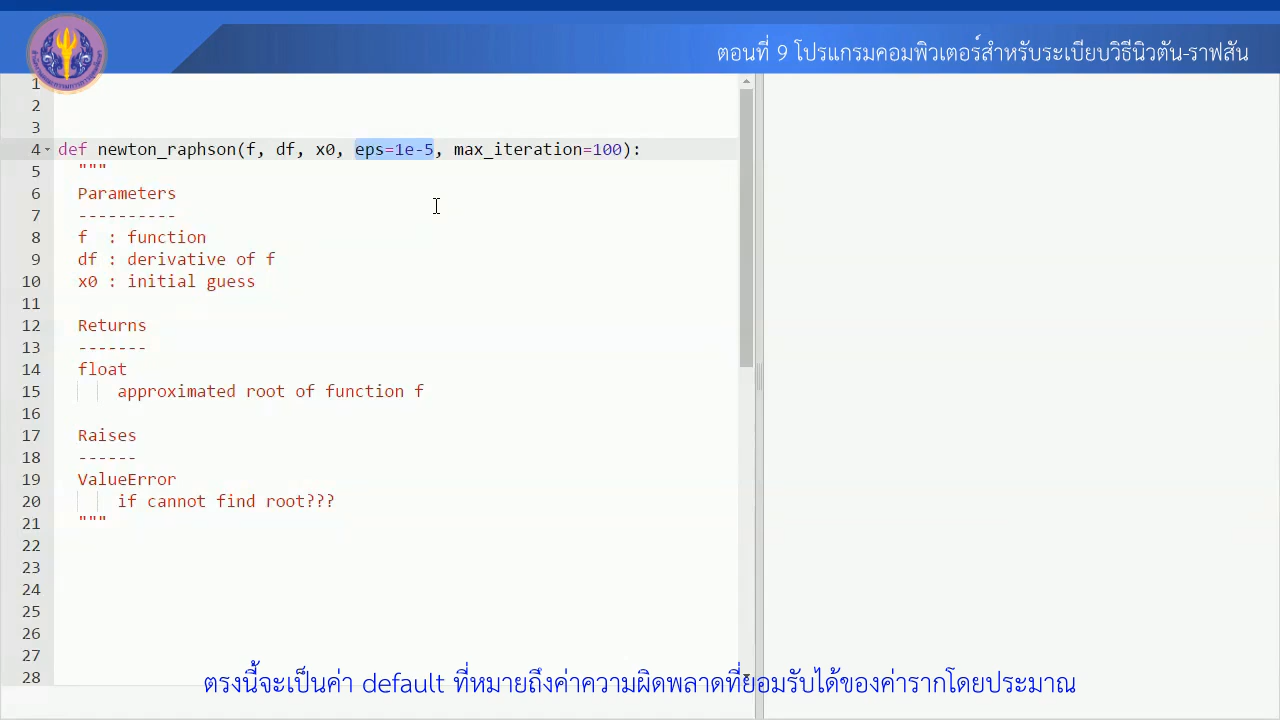 ตอนที่ 9 โปรแกรมคอมพิวเตอร์สำหรับระเบียบวิธีนิวตัน-ราฟสัน
1
2
3
4 def newton_raphson(f, df, x0, eps=1e-5, max_iteration=100):
5 """
6 Parameters
7 ----------
8 f  : function
9 df : derivative of f
10 x0 : initial guess
11
12 Returns
13 -------
14 float
15     approximated root of function f
16
17 Raises
18 ------
19 ValueError
20     if cannot find root???
21 """
22
23
24
25
26
27
28
ตรงนี้จะเป็นค่า default ที่หมายถึงค่าความผิดพลาดที่ยอมรับได้ของค่ารากโดยประมาณ